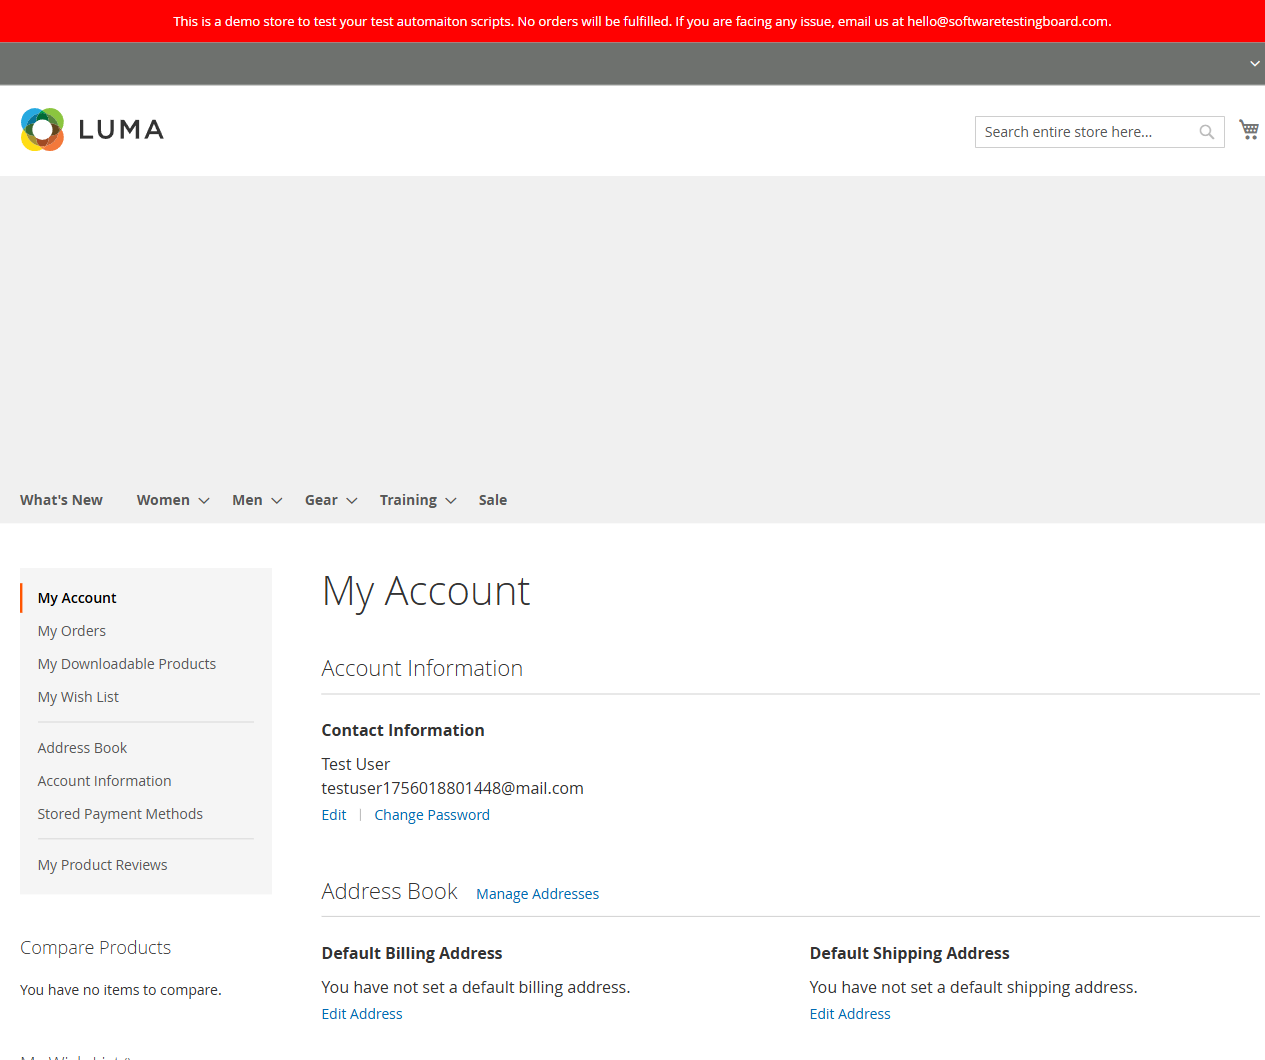 This is a demo store to test your test automaiton scripts. No orders will be fulfilled. If you are facing any issue, email us at hello@softwaretestingboard.com.
LUMA
Search entire store here...
What's New Women Men Gear Training Sale
My Account
My Orders
My Downloadable Products
My Wish List
Address Book
Account Information
Stored Payment Methods
My Product Reviews
Compare Products
You have no items to compare.
My Account
Account Information
Contact Information
Test User
testuser1756018801448@mail.com
Edit | Change Password
Address Book Manage Addresses
Default Billing Address
You have not set a default billing address.
Edit Address
Default Shipping Address
You have not set a default shipping address.
Edit Address